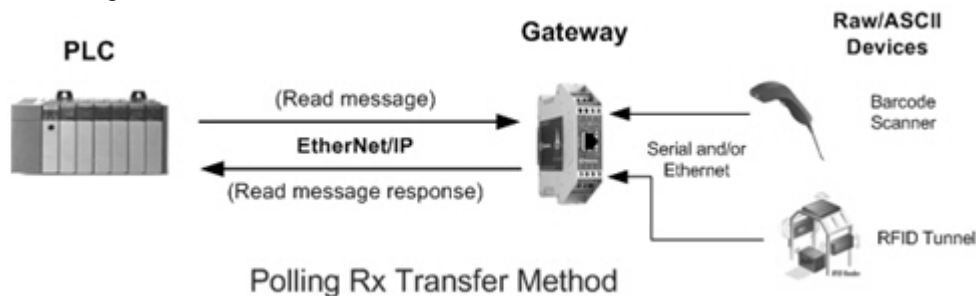 PLC
Gateway
Raw/ASCII
Devices
(Read message)
EtherNet/IP
(Read message response)
Serial and/or
Ethernet
Barcode
Scanner
RFID Tunnel
Polling Rx Transfer Method